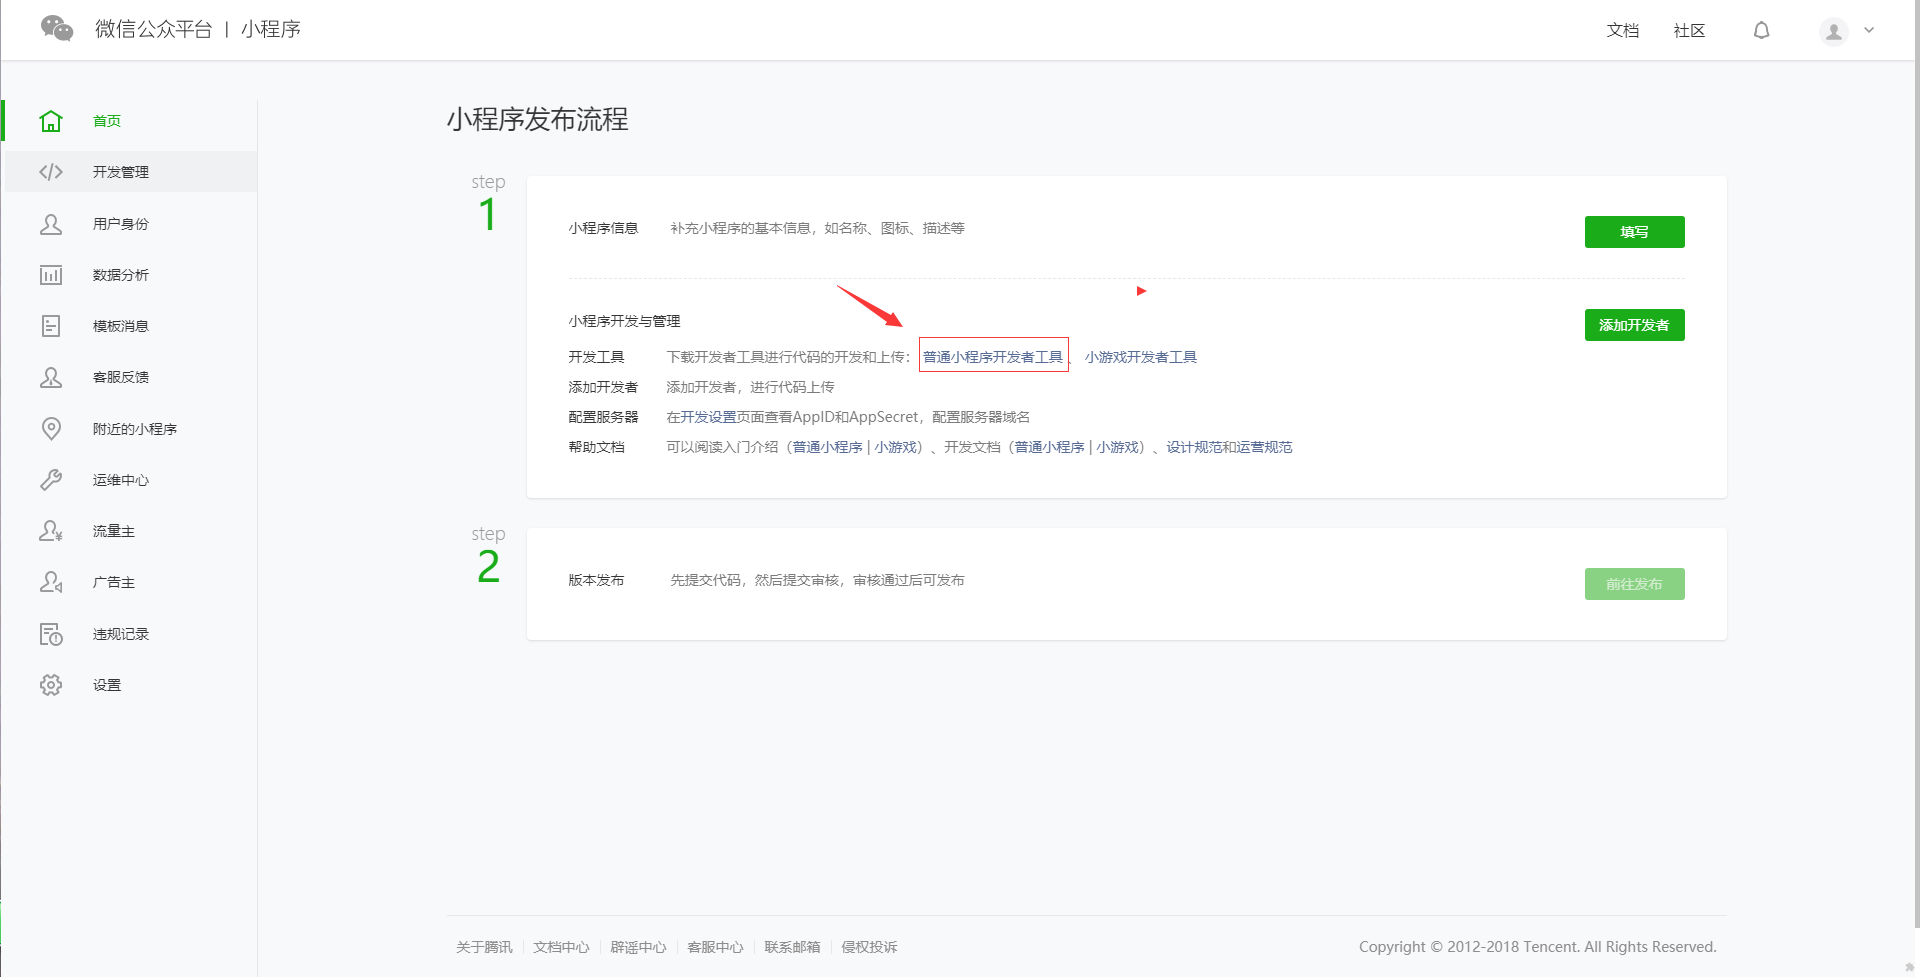 微信公众平台 | 小程序
文档 社区
首页
开发管理
用户身份
数据分析
模板消息
客服反馈
附近的小程序
运维中心
流量主
广告主
违规记录
设置
小程序发布流程
step
1
小程序信息 补充小程序的基本信息，如名称、图标、描述等 填写
小程序开发与管理 添加开发者
开发工具 下载开发者工具进行代码的开发和上传： 普通小程序开发者工具、 小游戏开发者工具
添加开发者 添加开发者，进行代码上传
配置服务器 在开发设置页面查看AppID和AppSecret，配置服务器域名
帮助文档 可以阅读入门介绍（普通小程序 | 小游戏）、开发文档（普通小程序 | 小游戏）、设计规范和运营规范
step
2
版本发布 先提交代码，然后提交审核，审核通过后可发布 前往发布
关于腾讯 文档中心 辟谣中心 客服中心 联系邮箱 侵权投诉 Copyright © 2012-2018 Tencent. All Rights Reserved.